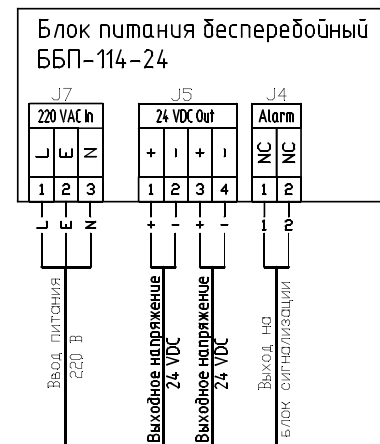 Блок питания бесперебойный
ББП-114-24
J7
J5
J4
220 VAC In
24 VDC Out
Alarm
L E N
+ - + -
NC NC
1 2 3
1 2 3 4
1 2
L E N
+ - + -
1 2
Ввод питания
220 В
Выходное напряжение
24 VDC
Выходное напряжение
24 VDC
Выход на
блок сигнализации